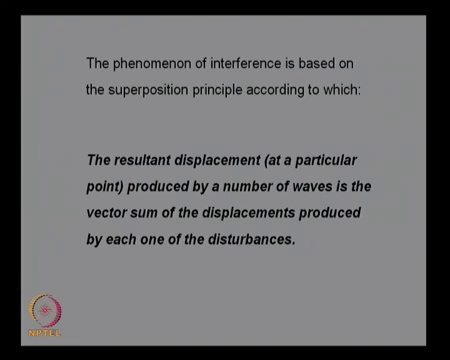 The phenomenon of interference is based on
the superposition principle according to which:
The resultant displacement (at a particular
point) produced by a number of waves is the
vector sum of the displacements produced
by each one of the disturbances.
NPTEL